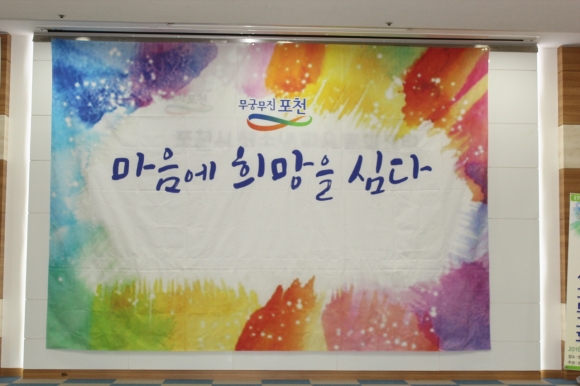 무궁무진 포천
마음에 희망을 심다